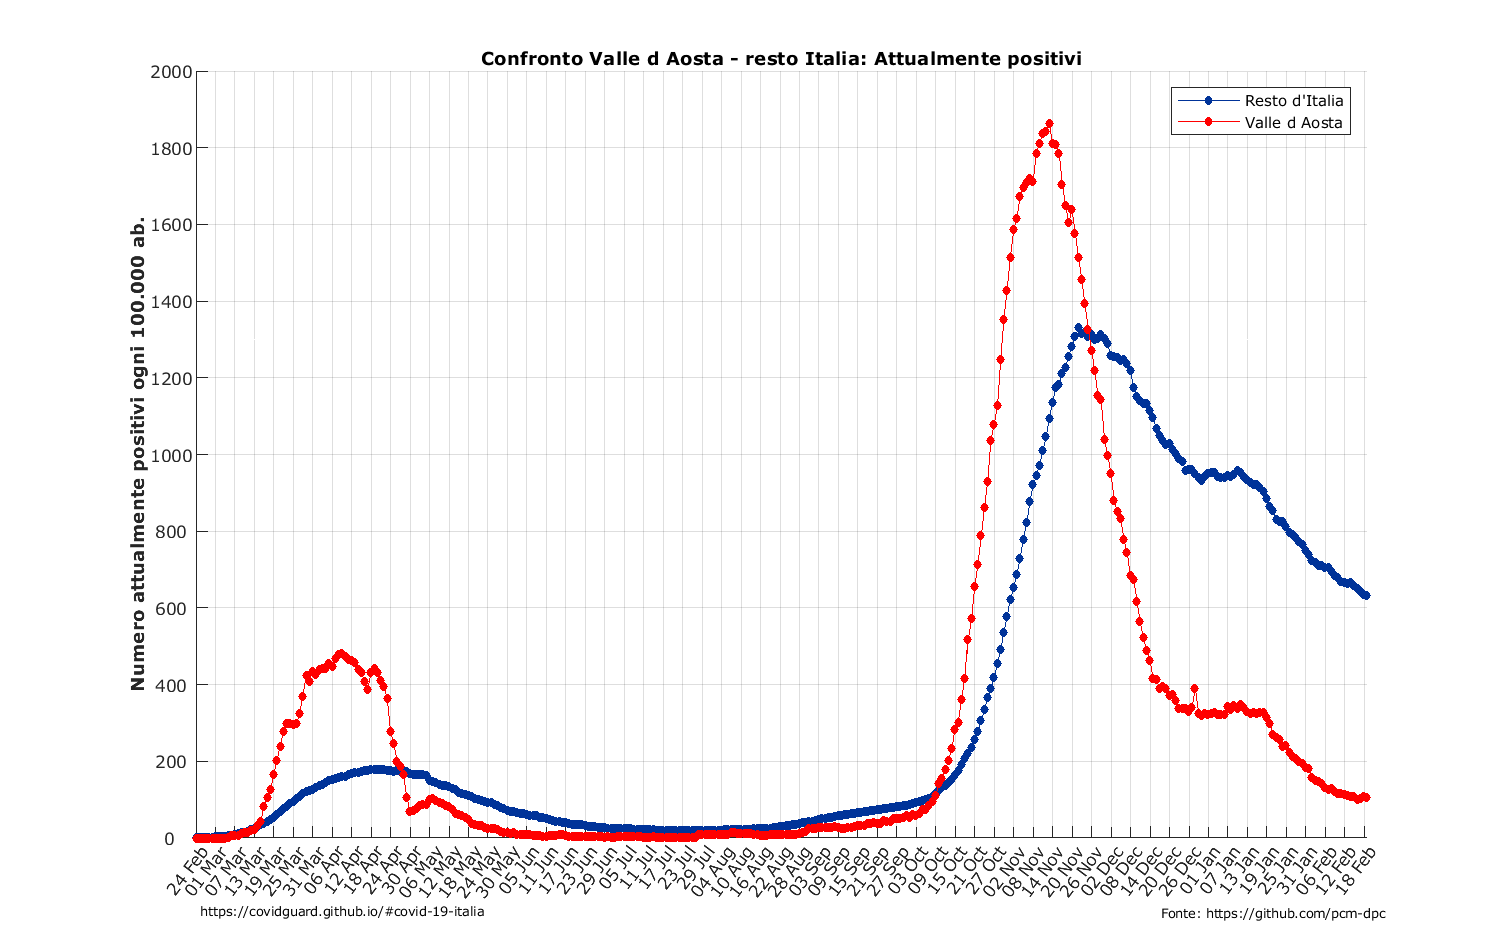 Confronto Valle d Aosta - resto Italia: Attualmente positivi
Numero attualmente positivi ogni 100.000 ab.
2000
1800
1600
1400
1200
1000
800
600
400
200
0
Resto d'Italia
Valle d Aosta
24 Feb
01 Mar
07 Mar
13 Mar
19 Mar
25 Mar
31 Mar
06 Apr
12 Apr
18 Apr
24 Apr
30 Apr
06 May
12 May
18 May
24 May
30 May
05 Jun
11 Jun
17 Jun
23 Jun
29 Jun
05 Jul
11 Jul
17 Jul
23 Jul
29 Jul
04 Aug
10 Aug
16 Aug
22 Aug
28 Aug
03 Sep
09 Sep
15 Sep
21 Sep
27 Sep
03 Oct
09 Oct
15 Oct
21 Oct
27 Oct
02 Nov
08 Nov
14 Nov
20 Nov
26 Nov
02 Dec
08 Dec
14 Dec
20 Dec
26 Dec
01 Jan
07 Jan
13 Jan
19 Jan
25 Jan
31 Jan
06 Feb
12 Feb
18 Feb
https://covidguard.github.io/#covid-19-italia
Fonte: https://github.com/pcm-dpc